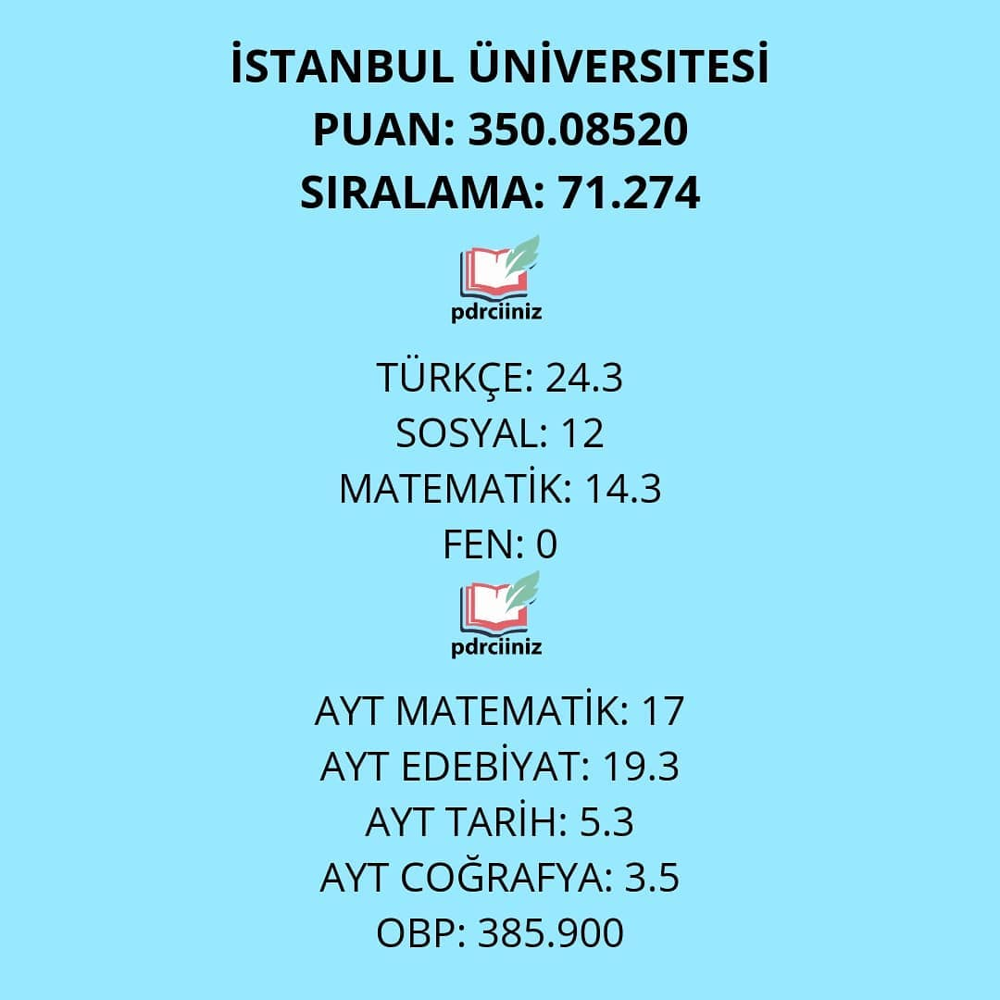 İSTANBUL ÜNİVERSITESİ
PUAN: 350.08520
SIRALAMA: 71.274
pdrciiniz
TÜRKÇE: 24.3
SOSYAL: 12
MATEMATİK: 14.3
FEN: 0
pdrciiniz
AYT MATEMATİK: 17
AYT EDEBİYAT: 19.3
AYT TARİH: 5.3
AYT COĞRAFYA: 3.5
OBP: 385.900